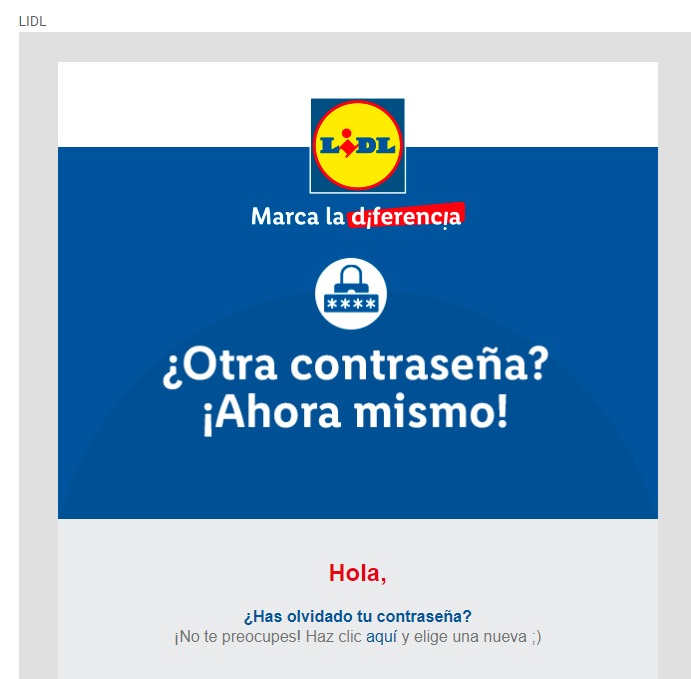 LIDL
LIDL
Marca la diferencia
****
¿Otra contraseña?
¡Ahora mismo!
Hola,
¿Has olvidado tu contraseña?
¡No te preocupes! Haz clic aquí y elige una nueva ;)